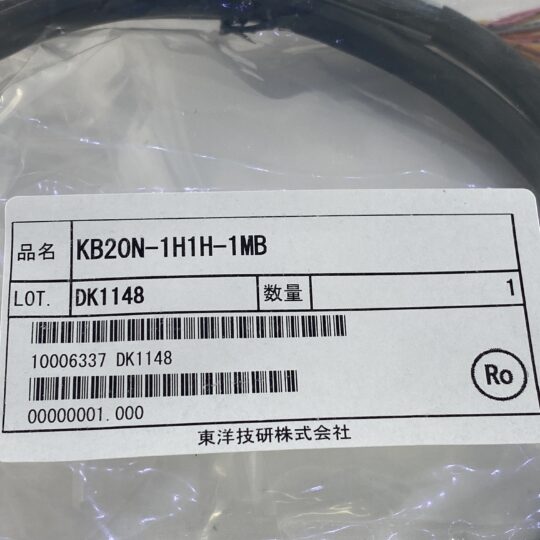 品名 KB20N-1H1H-1MB
LOT. DK1148 数量 1
10006337 DK1148
Ro
00000001.000
東洋技研株式会社